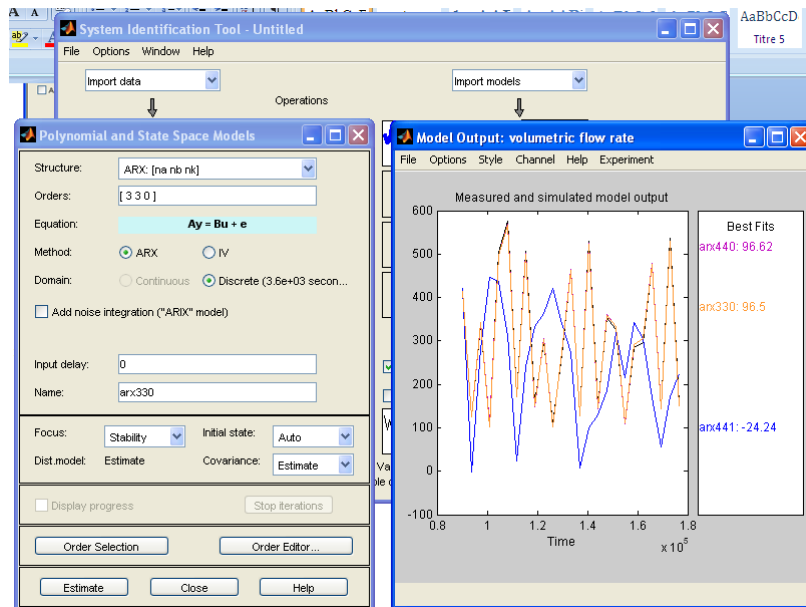 AaBbCcD
Titre 5
System Identification Tool - Untitled
File Options Window Help
Import data
Import models
Operations
Polynomial and State Space Models
Structure: ARX: [na nb nk]
Orders: [ 3 3 0 ]
Equation: Ay = Bu + e
Method: ARX IV
Domain: Continuous Discrete (3.6e+03 secon...
Add noise integration ("ARIX" model)
Input delay: 0
Name: arx330
Focus: Stability Initial state: Auto
Dist.model: Estimate Covariance: Estimate
Display progress Stop iterations
Order Selection Order Editor...
Estimate Close Help
Model Output: volumetric flow rate
File Options Style Channel Help Experiment
Measured and simulated model output
600
500
400
300
200
100
0
-100
0.8 1 1.2 1.4 1.6 1.8
Time
x 10^5
Best Fits
arx440: 96.62
arx330: 96.5
arx441: -24.24